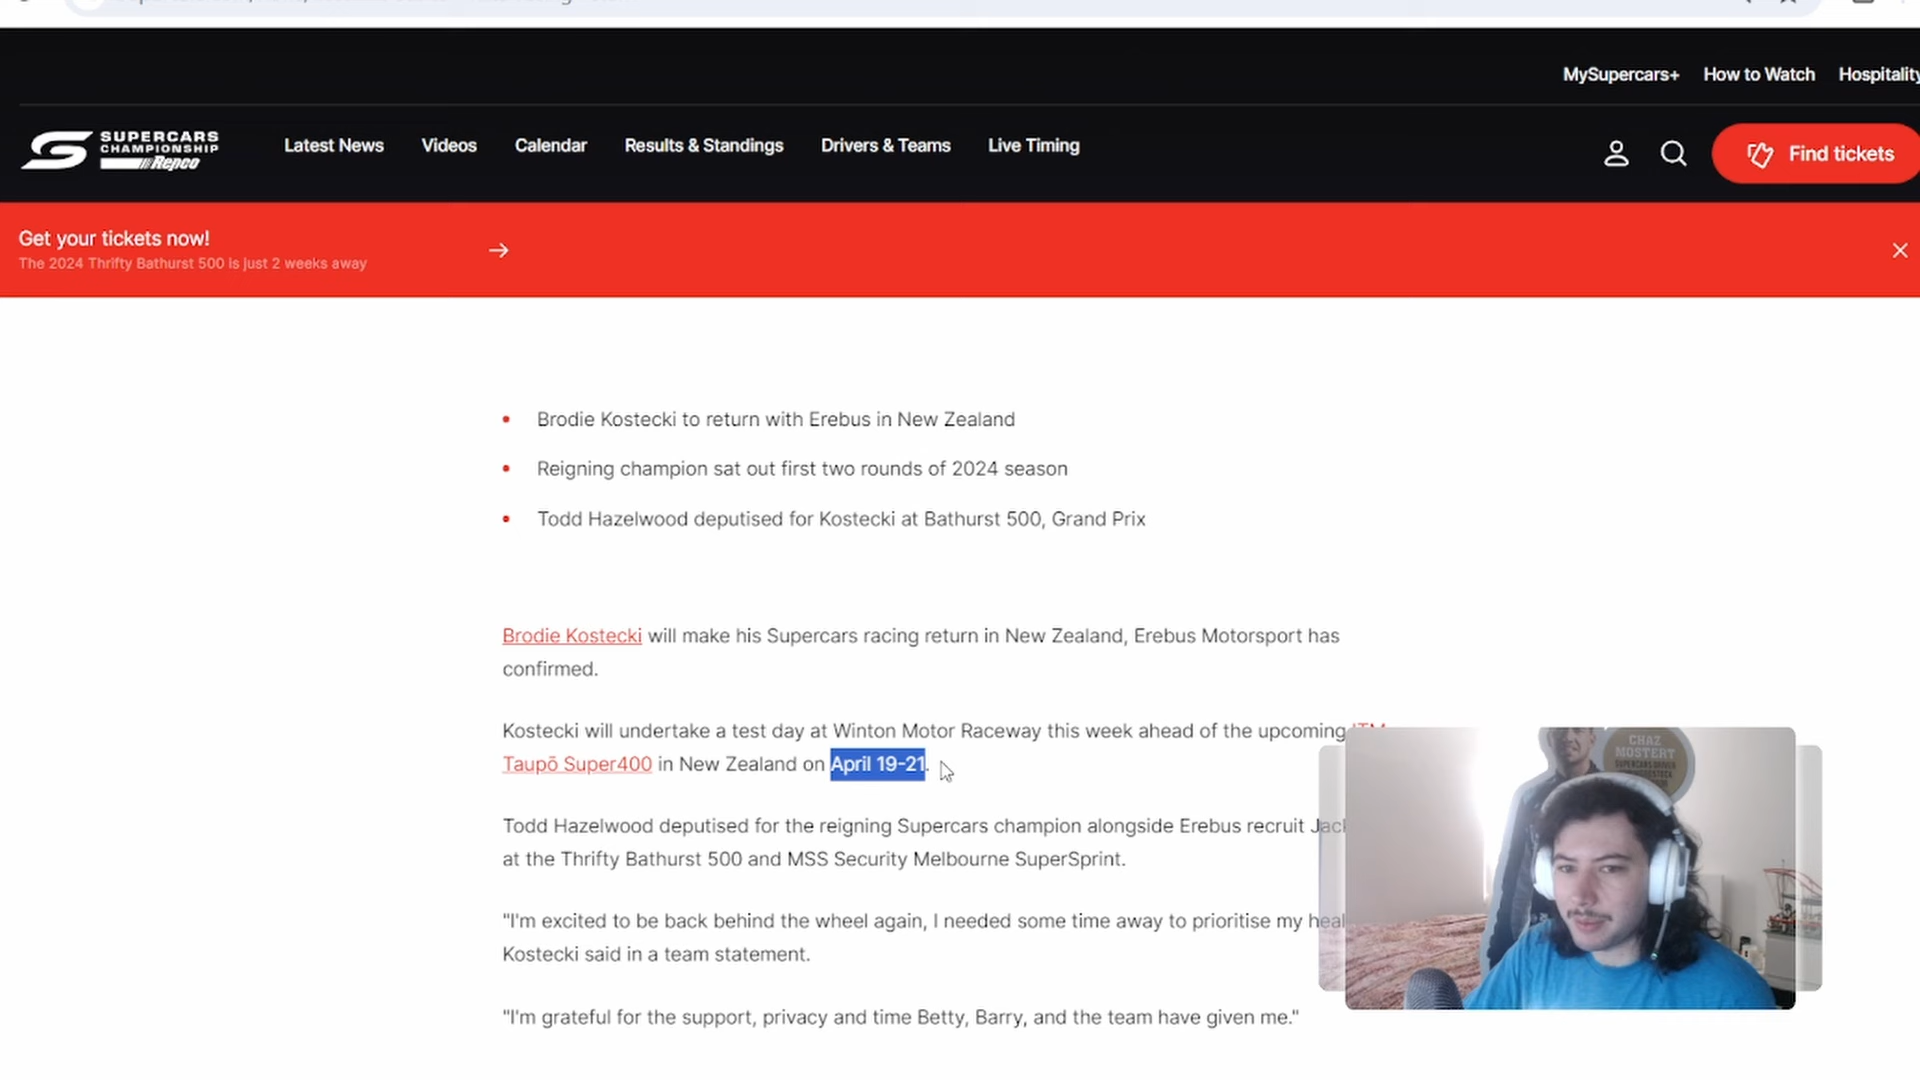 MySupercars+ How to Watch Hospitality
SUPERCARS
CHAMPIONSHIP
Repco
Latest News Videos Calendar Results & Standings Drivers & Teams Live Timing
Find tickets
Get your tickets now!
The 2024 Thrifty Bathurst 500 is just 2 weeks away
• Brodie Kostecki to return with Erebus in New Zealand
• Reigning champion sat out first two rounds of 2024 season
• Todd Hazelwood deputised for Kostecki at Bathurst 500, Grand Prix
Brodie Kostecki will make his Supercars racing return in New Zealand, Erebus Motorsport has
confirmed.
Kostecki will undertake a test day at Winton Motor Raceway this week ahead of the upcoming ITM
Taupō Super400 in New Zealand on April 19-21.
Todd Hazelwood deputised for the reigning Supercars champion alongside Erebus recruit Jack
at the Thrifty Bathurst 500 and MSS Security Melbourne SuperSprint.
"I'm excited to be back behind the wheel again, I needed some time away to prioritise my heal
Kostecki said in a team statement.
"I'm grateful for the support, privacy and time Betty, Barry, and the team have given me."
CHAZ
MOSTERT
SUPERCARS DRIVER